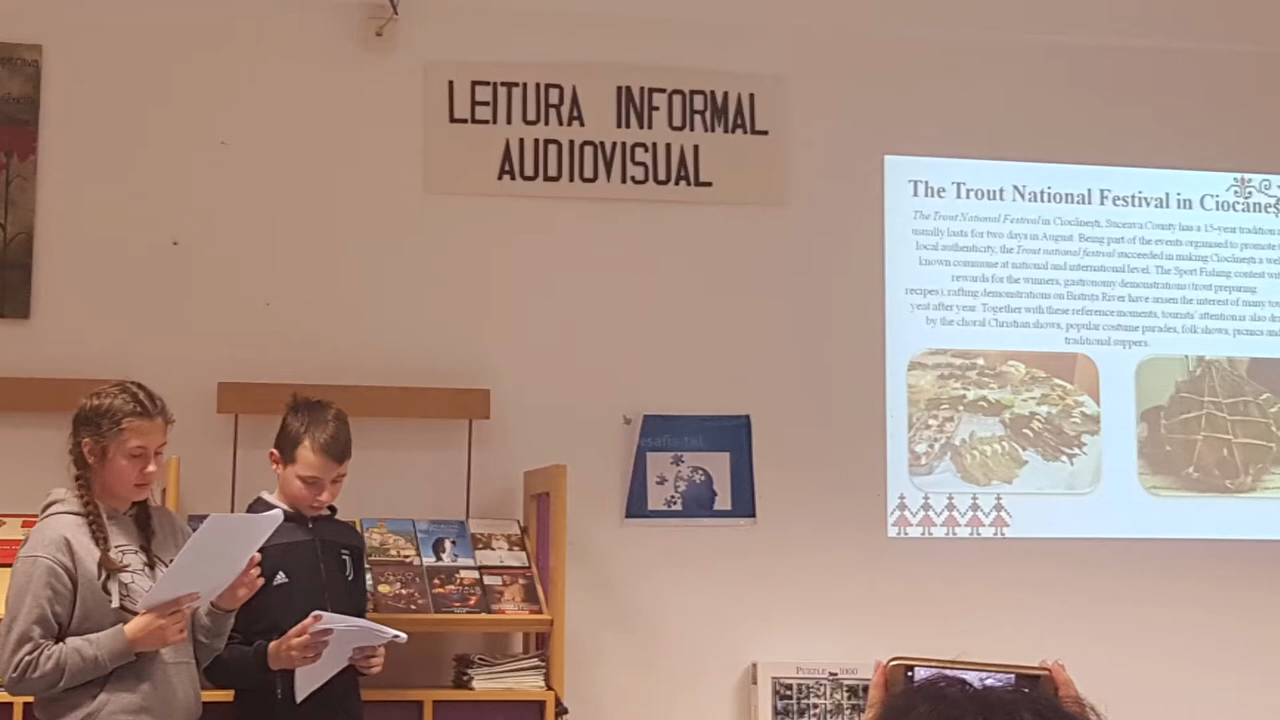 LEITURA INFORMAL
AUDIOVISUAL
The Trout National Festival in Ciocăneș
The Trout National Festival in Ciocănești, Suceava County has a 15-year tradition a
usually lasts for two days in August. Being part of the events organised to promote
local authenticity, the Trout national festival succeeded in making Ciocănești a wel
known commune at national and international level. The Sport Fishing contest wit
rewards for the winners, gastronomy demonstrations (trout preparing
recipes), rafting demonstrations on Bistrița River have arisen the interest of many tou
year after year. Together with these reference moments, tourists' attention is also dra
by the choral Christian shows, popular costume parades, folk shows, picnics and
traditional suppers.
esafia-te!
PUZZLE 1000
adidas